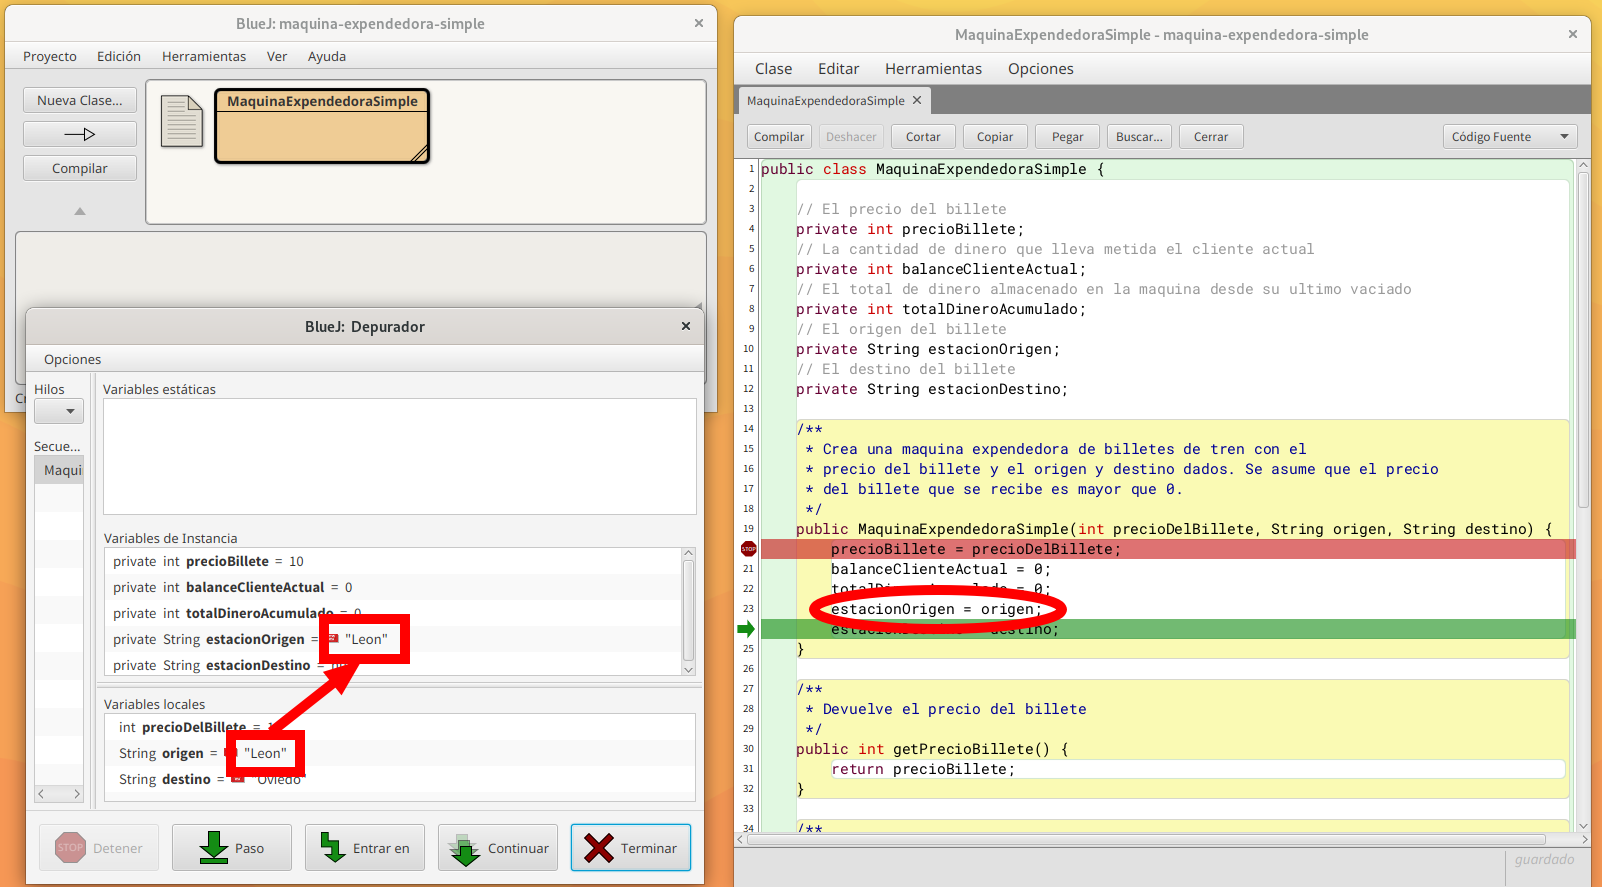 BlueJ: maquina-expendedora-simple
Proyecto Edición Herramientas Ver Ayuda
Nueva Clase...
Compilar
MaquinaExpendedoraSimple
BlueJ: Depurador
Opciones
Hilos
Secue...
Maqui
Variables estáticas
Variables de Instancia
private int precioBillete = 10
private int balanceClienteActual = 0
private int totalDineroAcumulado = 0
private String estacionOrigen = "Leon"
private String estacionDestino =
Variables locales
int precioDelBillete =
String origen = "Leon"
String destino = "Oviedo"
STOP Detener Paso Entrar en Continuar Terminar
MaquinaExpendedoraSimple - maquina-expendedora-simple
Clase Editar Herramientas Opciones
MaquinaExpendedoraSimple
Compilar Deshacer Cortar Copiar Pegar Buscar... Cerrar Código Fuente
1 public class MaquinaExpendedoraSimple {
2
3 // El precio del billete
4 private int precioBillete;
5 // La cantidad de dinero que lleva metida el cliente actual
6 private int balanceClienteActual;
7 // El total de dinero almacenado en la maquina desde su ultimo vaciado
8 private int totalDineroAcumulado;
9 // El origen del billete
10 private String estacionOrigen;
11 // El destino del billete
12 private String estacionDestino;
13
14 /**
15 * Crea una maquina expendedora de billetes de tren con el
16 * precio del billete y el origen y destino dados. Se asume que el precio
17 * del billete que se recibe es mayor que 0.
18 */
19 public MaquinaExpendedoraSimple(int precioDelBillete, String origen, String destino) {
STOP precioBillete = precioDelBillete;
21 balanceClienteActual = 0;
22 totalDineroAcumulado = 0;
23 estacionOrigen = origen;
estacionDestino = destino;
25 }
26
27 /**
28 * Devuelve el precio del billete
29 */
30 public int getPrecioBillete() {
31 return precioBillete;
32 }
33
34 /**
guardado